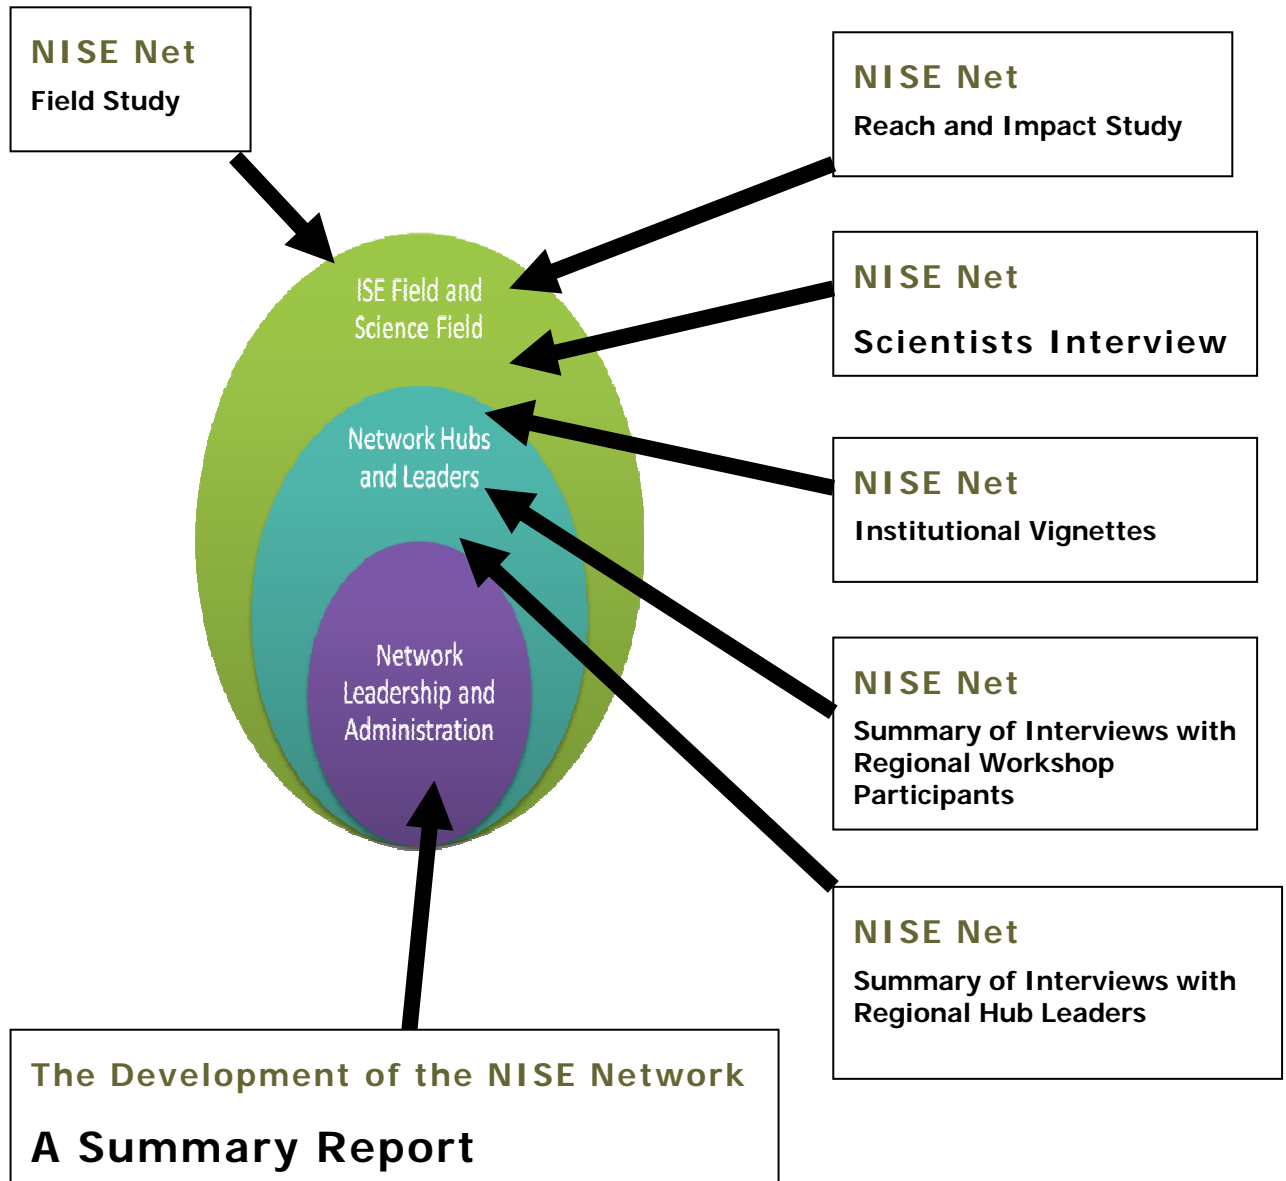 NISE Net
Field Study
NISE Net
Reach and Impact Study
ISE Field and
Science Field
NISE Net
Scientists Interview
Network Hubs
and Leaders
NISE Net
Institutional Vignettes
Network
Leadership and
Administration
NISE Net
Summary of Interviews with
Regional Workshop
Participants
NISE Net
Summary of Interviews with
Regional Hub Leaders
The Development of the NISE Network
A Summary Report